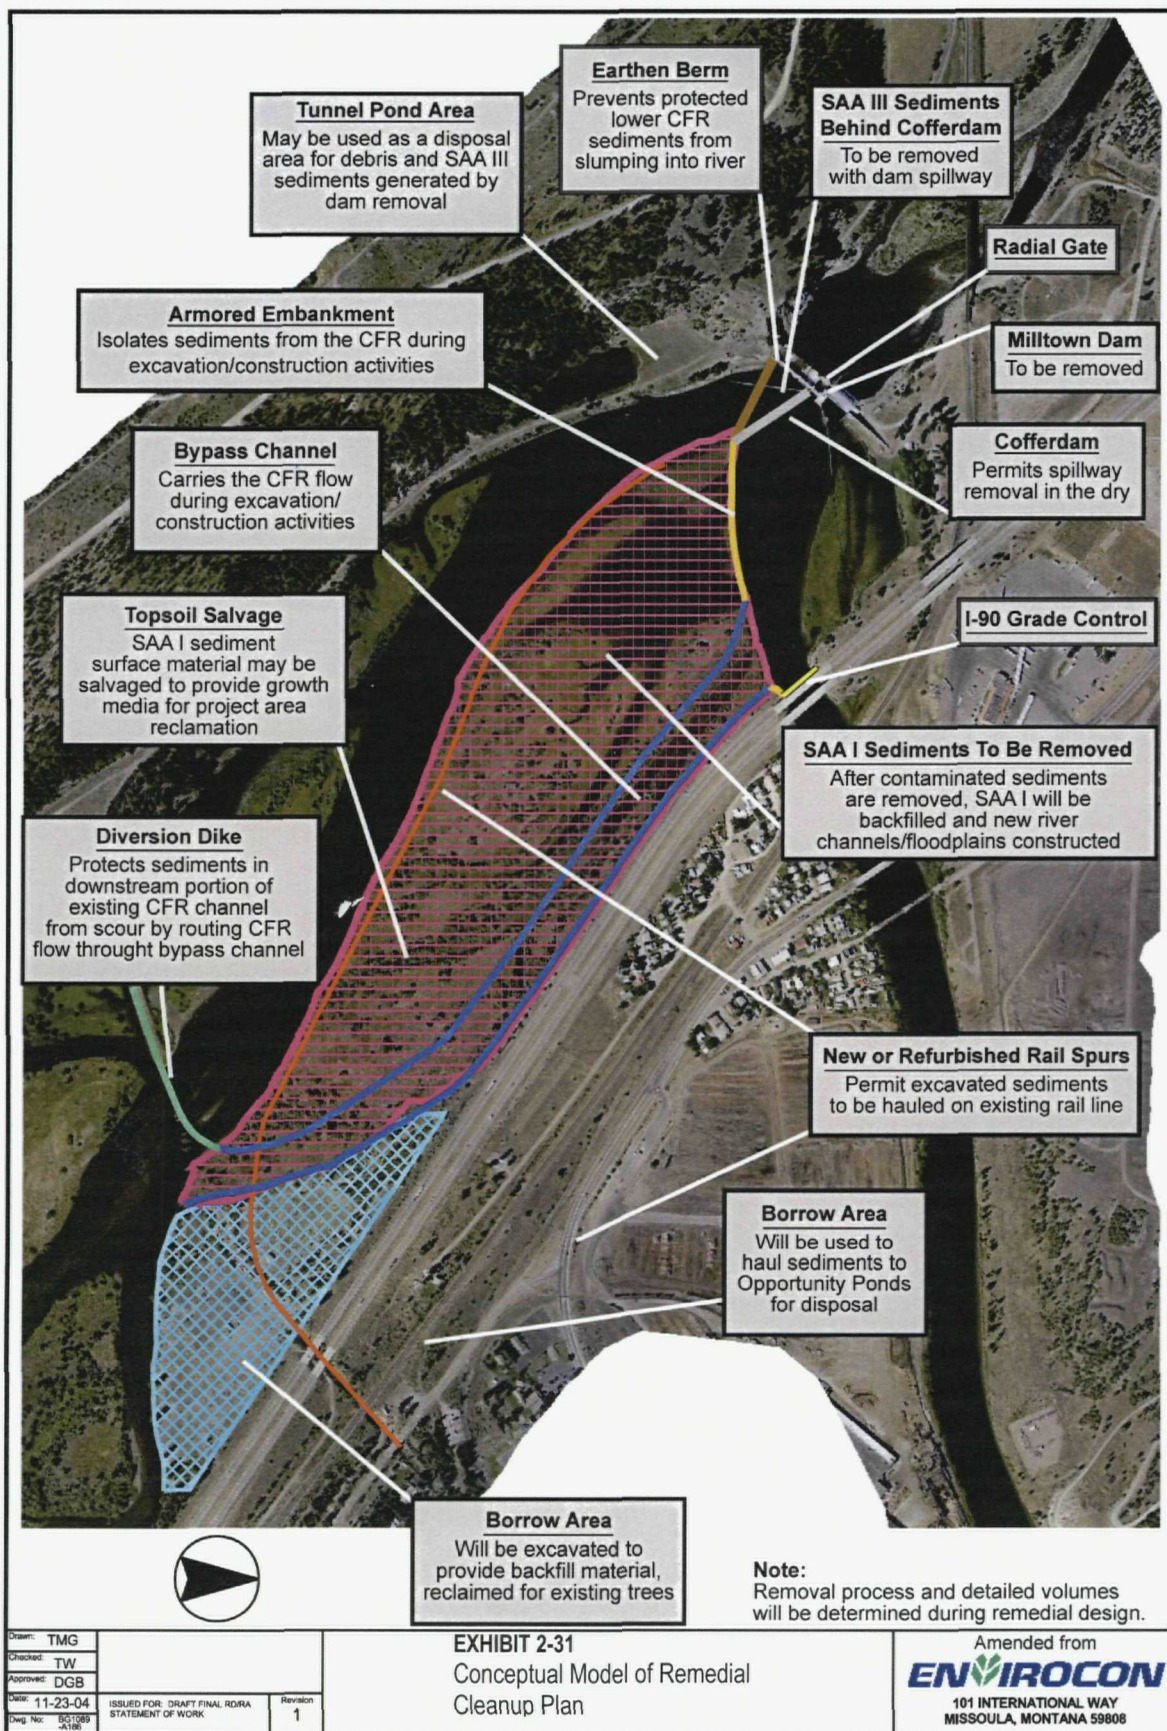 Earthen Berm
Prevents protected
lower CFR
sediments from
slumping into river
SAA III Sediments
Behind Cofferdam
To be removed
with dam spillway
Tunnel Pond Area
May be used as a disposal
area for debris and SAA III
sediments generated by
dam removal
Radial Gate
Armored Embankment
Isolates sediments from the CFR during
excavation/construction activities
Milltown Dam
To be removed
Bypass Channel
Carries the CFR flow
during excavation/
construction activities
Cofferdam
Permits spillway
removal in the dry
Topsoil Salvage
SAA I sediment
surface material may be
salvaged to provide growth
media for project area
reclamation
I-90 Grade Control
SAA I Sediments To Be Removed
After contaminated sediments
are removed, SAA I will be
backfilled and new river
channels/floodplains constructed
Diversion Dike
Protects sediments in
downstream portion of
existing CFR channel
from scour by routing CFR
flow throught bypass channel
New or Refurbished Rail Spurs
Permit excavated sediments
to be hauled on existing rail line
Borrow Area
Will be used to
haul sediments to
Opportunity Ponds
for disposal
Borrow Area
Will be excavated to
provide backfill material,
reclaimed for existing trees
Note:
Removal process and detailed volumes
will be determined during remedial design.
Drawn: TMG
Checked: TW
Approved: DGB
Date: 11-23-04
Dwg. No: BG1089
-A186
ISSUED FOR: DRAFT FINAL RD/RA
STATEMENT OF WORK
Revision
1
EXHIBIT 2-31
Conceptual Model of Remedial
Cleanup Plan
Amended from
ENVIROCON
101 INTERNATIONAL WAY
MISSOULA, MONTANA 59808